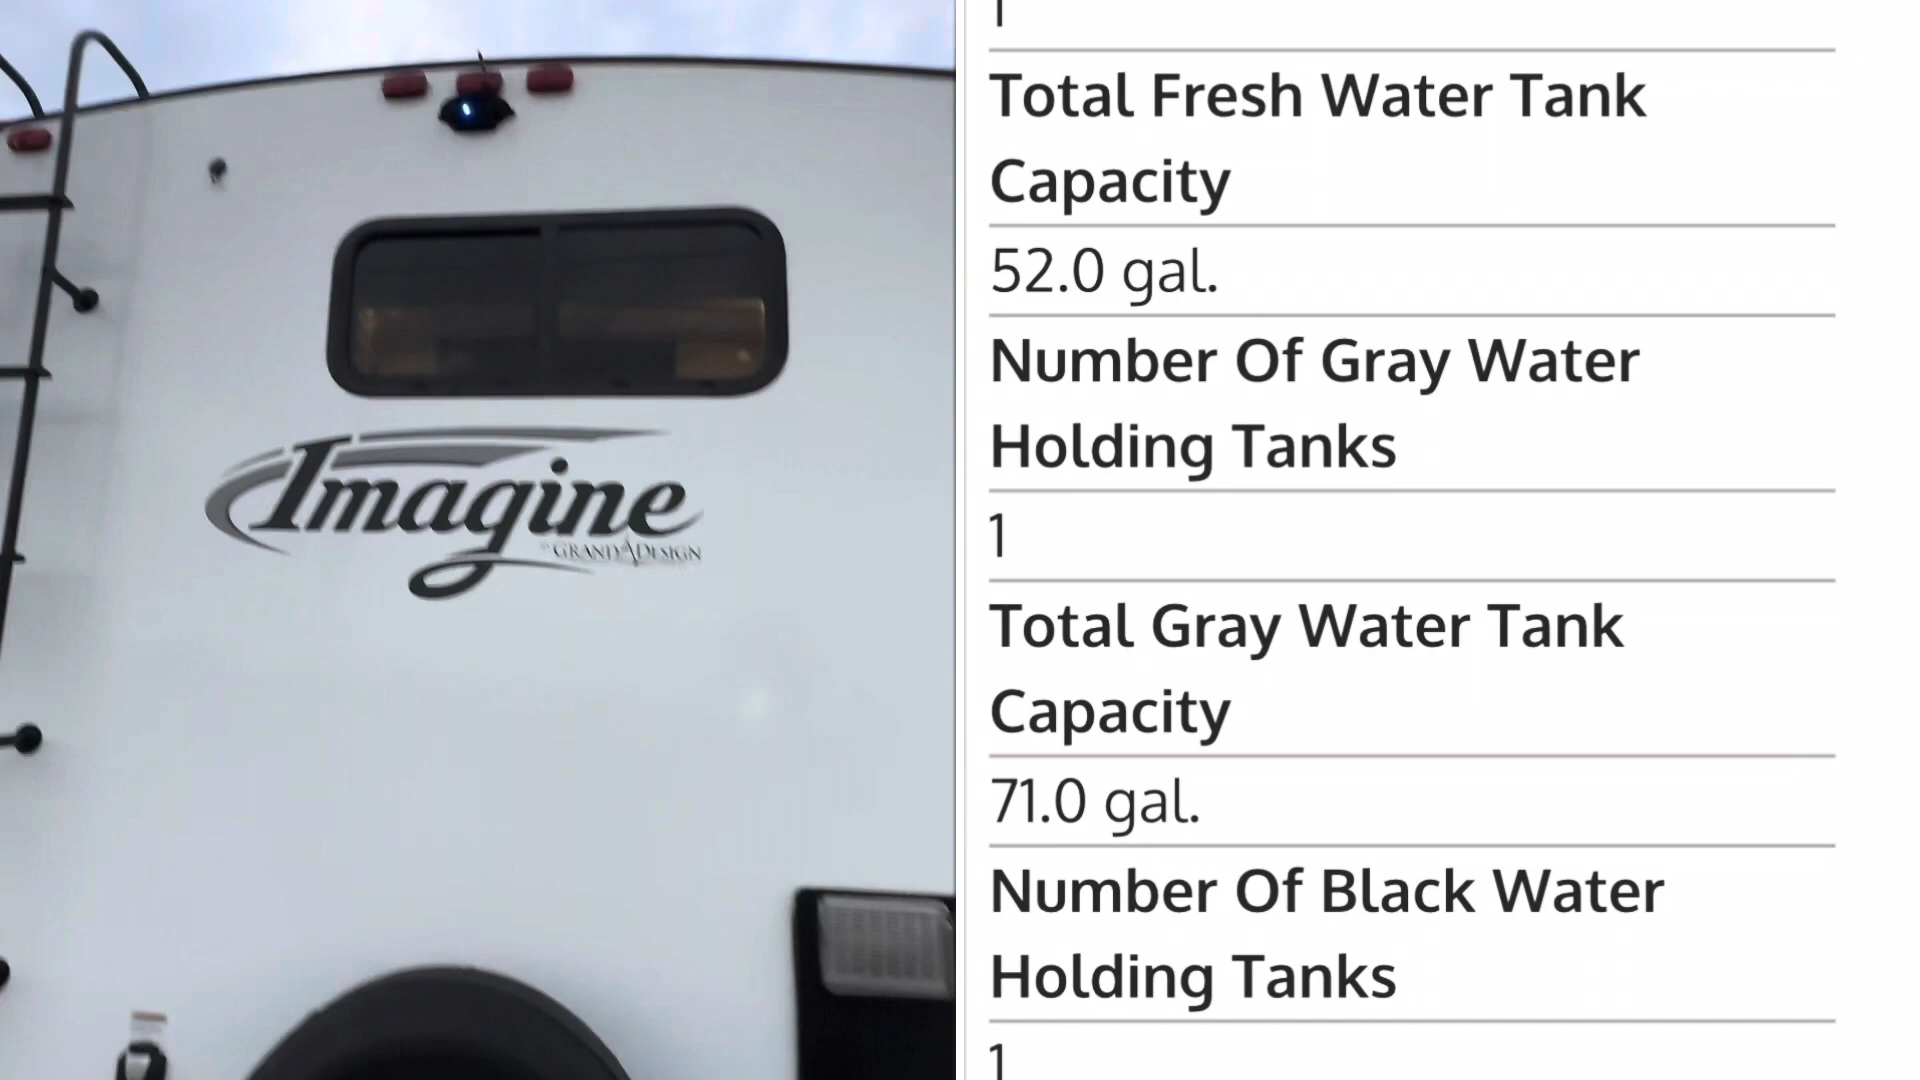 Imagine
BY GRAND DESIGN
1
Total Fresh Water Tank
Capacity
52.0 gal.
Number Of Gray Water
Holding Tanks
1
Total Gray Water Tank
Capacity
71.0 gal.
Number Of Black Water
Holding Tanks
1